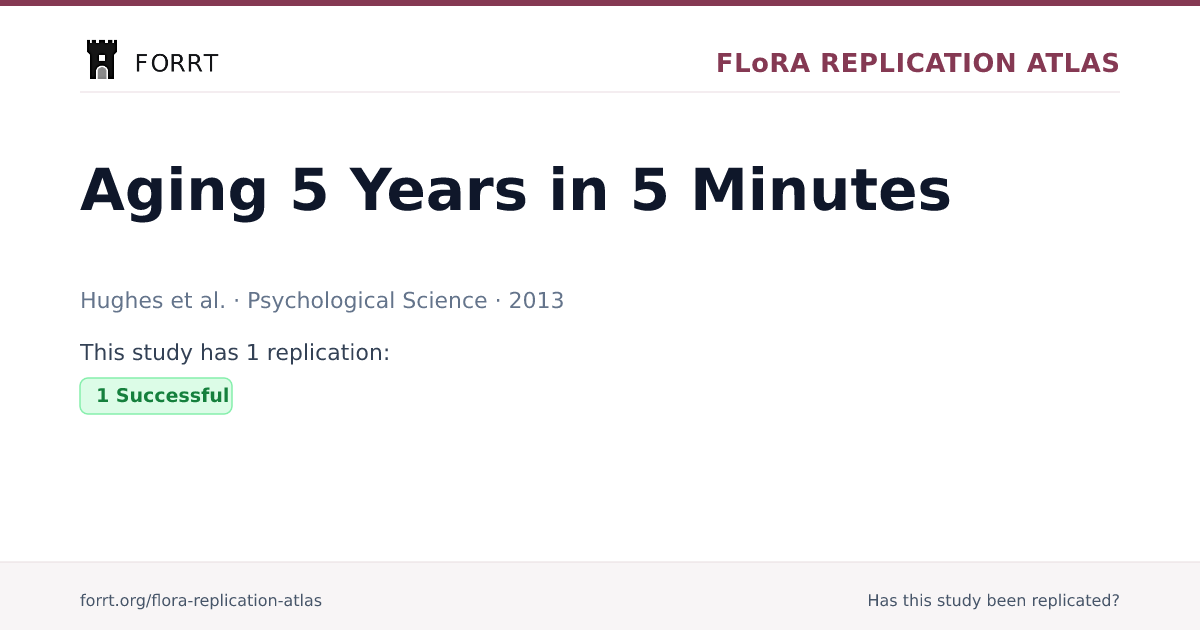 FORRT
FLoRA REPLICATION ATLAS
Aging 5 Years in 5 Minutes
Hughes et al. · Psychological Science · 2013
This study has 1 replication:
1 Successful
forrt.org/flora-replication-atlas
Has this study been replicated?